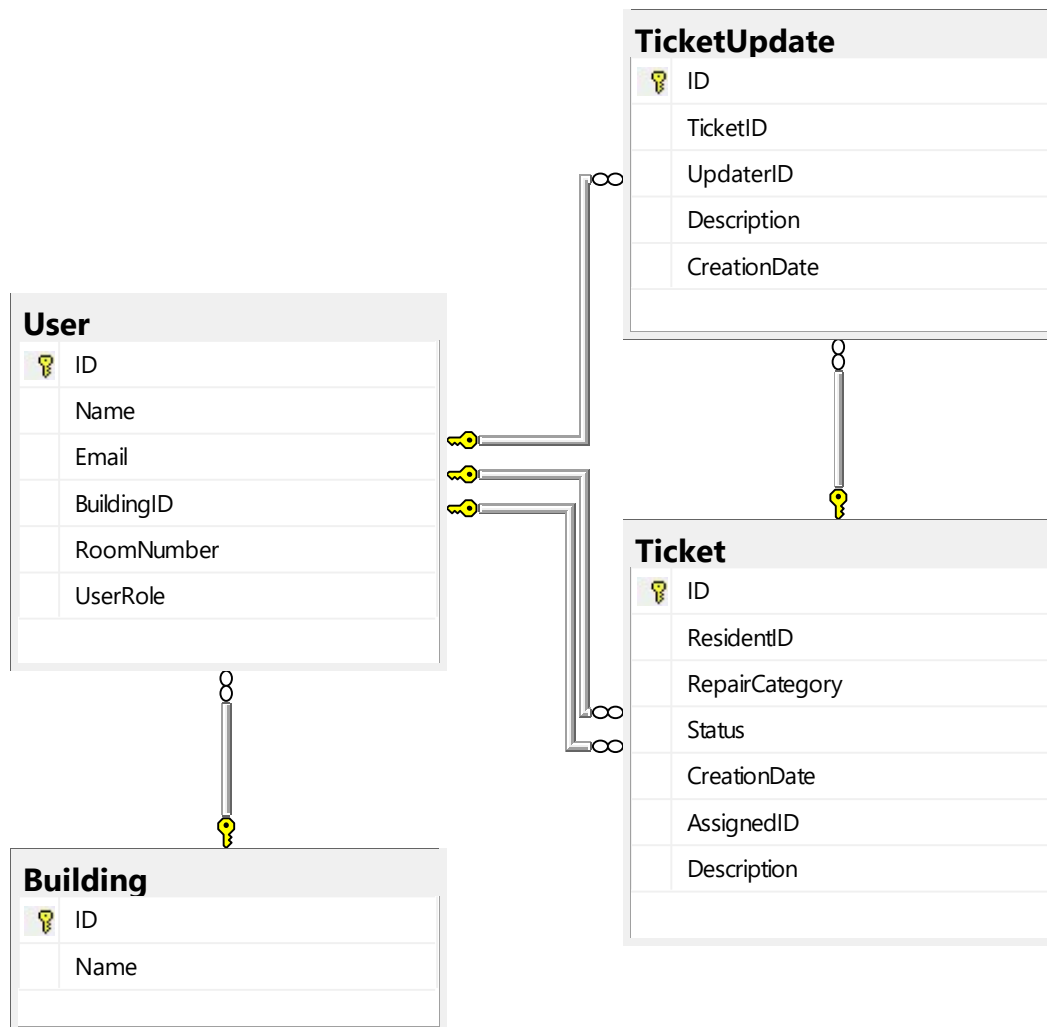 TicketUpdate
ID
TicketID
UpdaterID
Description
CreationDate
User
ID
Name
Email
BuildingID
RoomNumber
UserRole
Ticket
ID
ResidentID
RepairCategory
Status
CreationDate
AssignedID
Description
Building
ID
Name